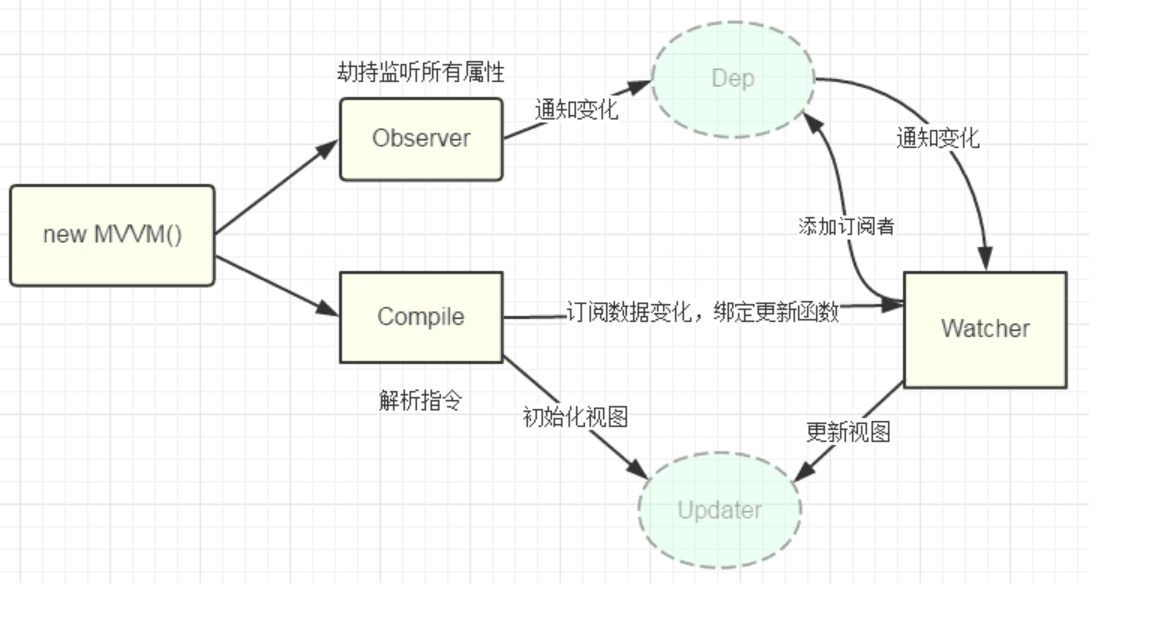 Dep
劫持监听所有属性
通知变化
Observer
通知变化
new MVVM()
添加订阅者
Compile
订阅数据变化，绑定更新函数
Watcher
解析指令
初始化视图
更新视图
Updater